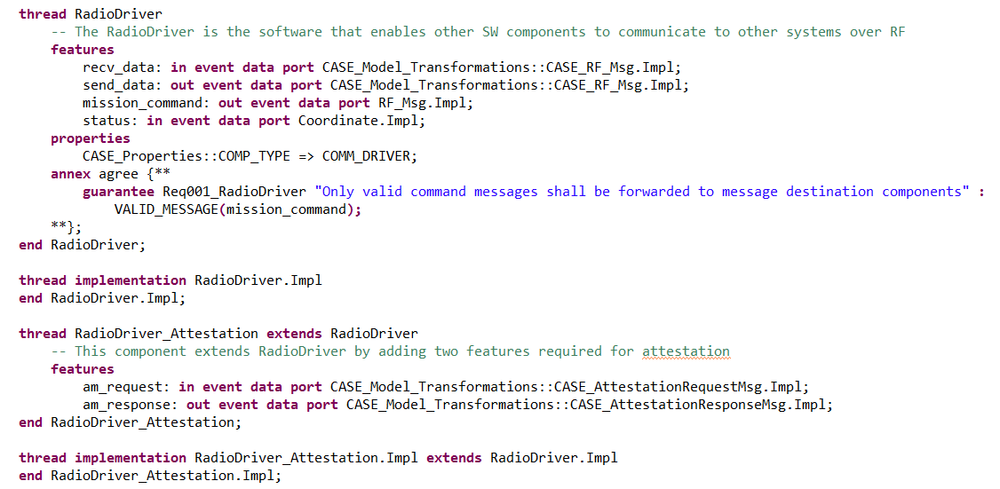 thread RadioDriver
    -- The RadioDriver is the software that enables other SW components to communicate to other systems over RF
    features
        recv_data: in event data port CASE_Model_Transformations::CASE_RF_Msg.Impl;
        send_data: out event data port CASE_Model_Transformations::CASE_RF_Msg.Impl;
        mission_command: out event data port RF_Msg.Impl;
        status: in event data port Coordinate.Impl;
    properties
        CASE_Properties::COMP_TYPE => COMM_DRIVER;
    annex agree {**
        guarantee Req001_RadioDriver "Only valid command messages shall be forwarded to message destination components" :
            VALID_MESSAGE(mission_command);
    **};
end RadioDriver;

thread implementation RadioDriver.Impl
end RadioDriver.Impl;

thread RadioDriver_Attestation extends RadioDriver
    -- This component extends RadioDriver by adding two features required for attestation
    features
        am_request: in event data port CASE_Model_Transformations::CASE_AttestationRequestMsg.Impl;
        am_response: out event data port CASE_Model_Transformations::CASE_AttestationResponseMsg.Impl;
end RadioDriver_Attestation;

thread implementation RadioDriver_Attestation.Impl extends RadioDriver.Impl
end RadioDriver_Attestation.Impl;